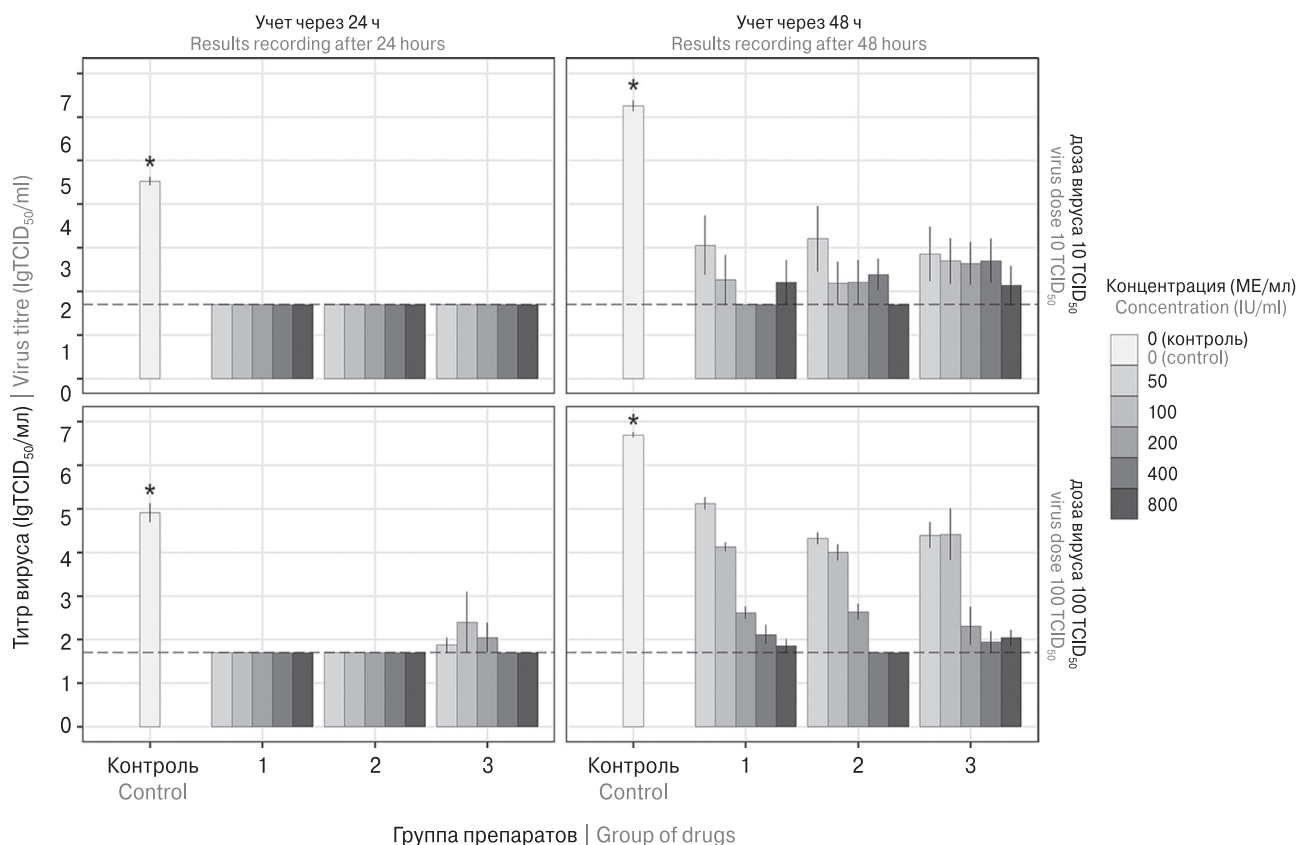 Учет через 24 ч
Results recording after 24 hours
Учет через 48 ч
Results recording after 48 hours
Титр вируса (lgTCID50/мл) | Virus titre (lgTCID50/ml)
7
6
5
4
3
2
1
0
*
*
доза вируса 10 TCID50
virus dose 10 TCID50
7
6
5
4
3
2
1
0
*
*
доза вируса 100 TCID50
virus dose 100 TCID50
Концентрация (МЕ/мл)
Concentration (IU/ml)
0 (контроль)
0 (control)
50
100
200
400
800
Контроль 1 2 3
Control
Контроль 1 2 3
Control
Группа препаратов | Group of drugs